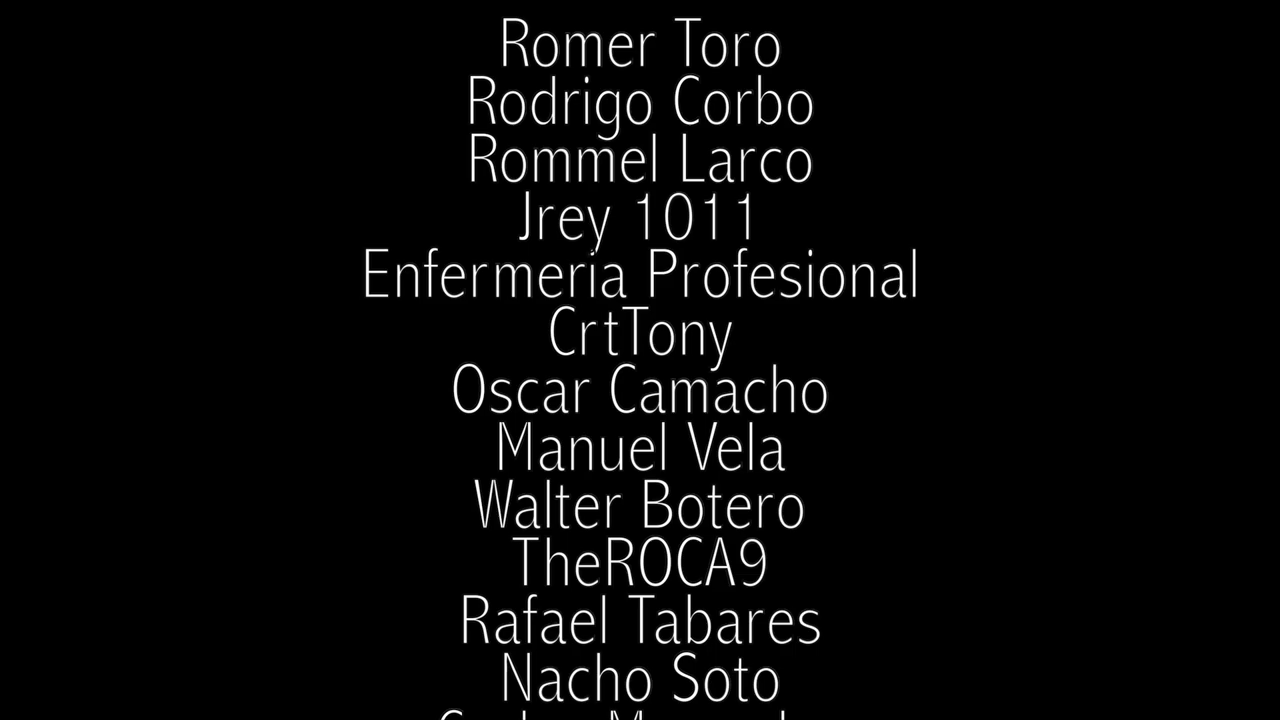 Romer Toro
Rodrigo Corbo
Rommel Larco
Jrey 1011
Enfermeria Profesional
CrtTony
Oscar Camacho
Manuel Vela
Walter Botero
TheROCA9
Rafael Tabares
Nacho Soto